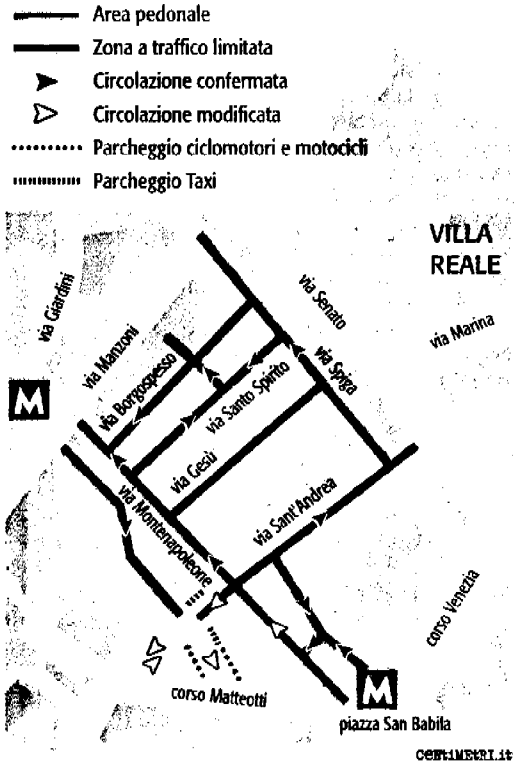 Area pedonale
Zona a traffico limitata
Circolazione confermata
Circolazione modificata
Parcheggio ciclomotori e motocicli
Parcheggio Taxi
VILLA
REALE
via Giardini
via Manzoni
via Senato
via Marina
via Borgospesso
via Spiga
M
via Santo Spirito
via Gesù
via Sant'Andrea
via Montenapoleone
corso Venezia
corso Matteotti
M
piazza San Babila
CENTIMETRI.it